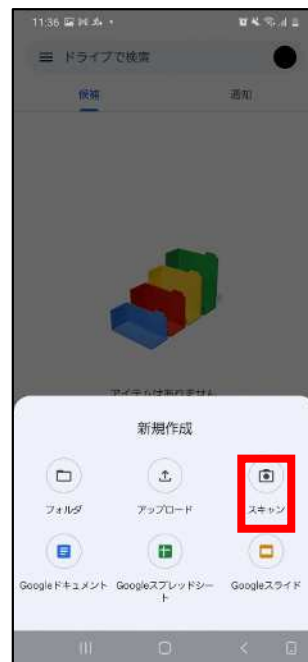 11:36
ドライブで検索
候補
通知
アイテムはありません
新規作成
フォルダ
アップロード
スキャン
Googleドキュメント
Googleスプレッドシー
ト
Googleスライド